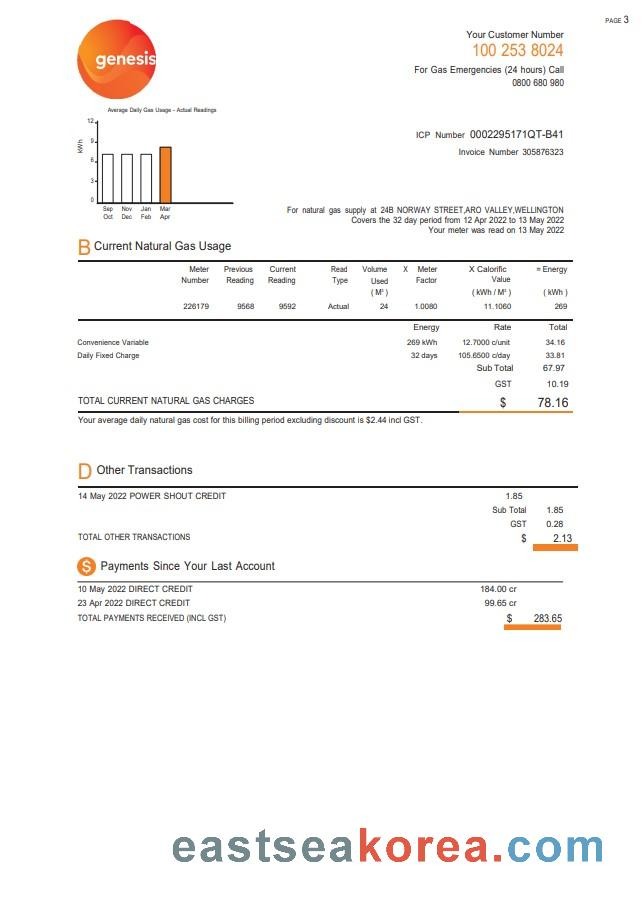 PAGE 3
genesis
Your Customer Number
100 253 8024
For Gas Emergencies (24 hours) Call
0800 680 980
Average Daily Gas Usage - Actual Readings
kWh
12
9
6
3
0
Sep Oct
Nov Dec
Jan Feb
Mar Apr
ICP Number 0002295171QT-B41
Invoice Number 305876323
For natural gas supply at 24B NORWAY STREET,ARO VALLEY,WELLINGTON
Covers the 32 day period from 12 Apr 2022 to 13 May 2022
Your meter was read on 13 May 2022
B Current Natural Gas Usage
Meter Number Previous Reading Current Reading Read Type Volume Used (M³) X Meter Factor X Calorific Value (kWh / M³) = Energy (kWh)
226179 9568 9592 Actual 24 1.0080 11.1060 269
Energy Rate Total
Convenience Variable 269 kWh 12.7000 c/unit 34.16
Daily Fixed Charge 32 days 105.6500 c/day 33.81
Sub Total 67.97
GST 10.19
TOTAL CURRENT NATURAL GAS CHARGES $ 78.16
Your average daily natural gas cost for this billing period excluding discount is $2.44 incl GST.
D Other Transactions
14 May 2022 POWER SHOUT CREDIT 1.85
Sub Total 1.85
GST 0.28
TOTAL OTHER TRANSACTIONS $ 2.13
$ Payments Since Your Last Account
10 May 2022 DIRECT CREDIT 184.00 cr
23 Apr 2022 DIRECT CREDIT 99.65 cr
TOTAL PAYMENTS RECEIVED (INCL GST) $ 283.65
eastseakorea.com